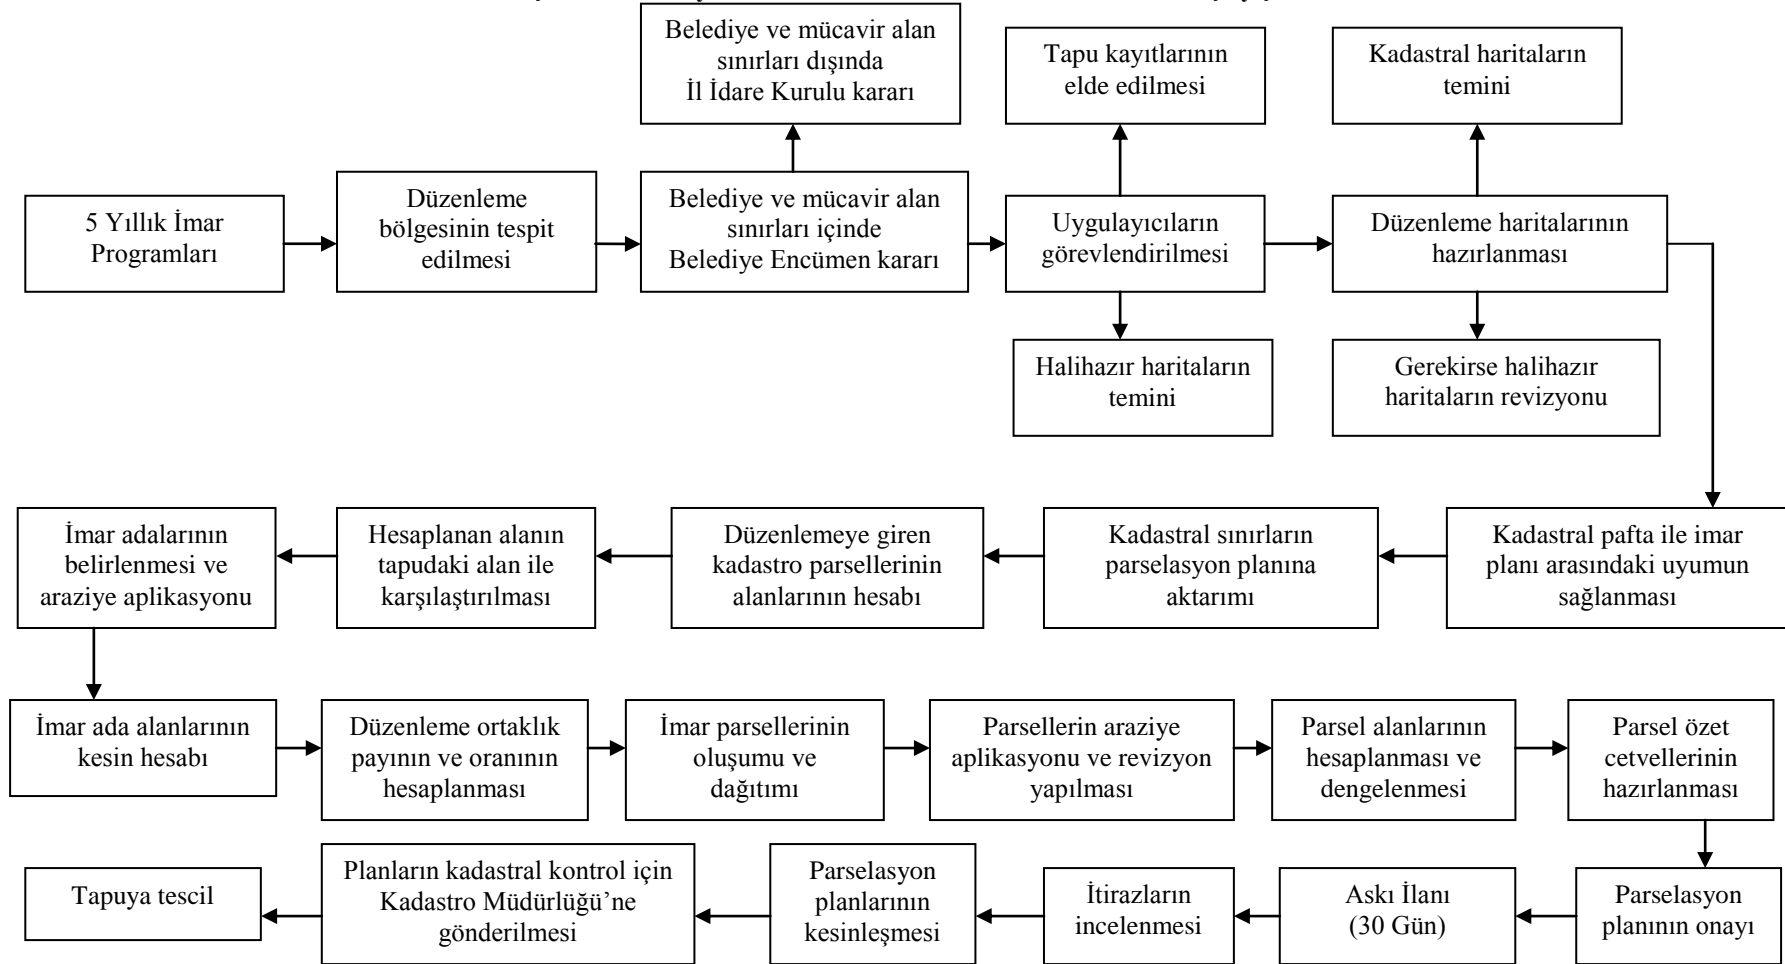 Belediye ve mücavir alan
sınırları dışında
İl İdare Kurulu kararı
Tapu kayıtlarının
elde edilmesi
Kadastral haritaların
temini
5 Yıllık İmar
Programları
Düzenleme
bölgesinin tespit
edilmesi
Belediye ve mücavir alan
sınırları içinde
Belediye Encümen kararı
Uygulayıcıların
görevlendirilmesi
Düzenleme haritalarının
hazırlanması
Halihazır haritaların
temini
Gerekirse halihazır
haritaların revizyonu
Kadastral pafta ile imar
planı arasındaki uyumun
sağlanması
Kadastral sınırların
parselasyon planına
aktarımı
Düzenlemeye giren
kadastro parsellerinin
alanlarının hesabı
Hesaplanan alanın
tapudaki alan ile
karşılaştırılması
İmar adalarının
belirlenmesi ve
araziye aplikasyonu
İmar ada alanlarının
kesin hesabı
Düzenleme ortaklık
payının ve oranının
hesaplanması
İmar parsellerinin
oluşumu ve
dağıtımı
Parsellerin araziye
aplikasyonu ve revizyon
yapılması
Parsel alanlarının
hesaplanması ve
dengelenmesi
Parsel özet
cetvellerinin
hazırlanması
Parselasyon
planının onayı
Askı İlanı
(30 Gün)
İtirazların
incelenmesi
Parselasyon
planlarının
kesinleşmesi
Planların kadastral kontrol için
Kadastro Müdürlüğü’ne
gönderilmesi
Tapuya tescil